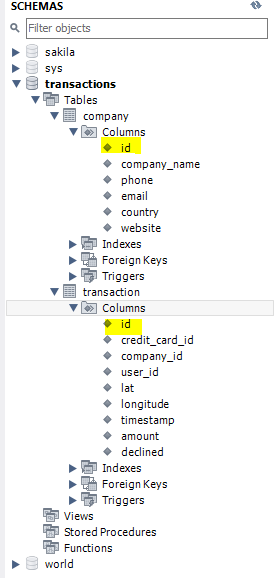 SCHEMAS
Filter objects
sakila
sys
transactions
Tables
company
Columns
id
company_name
phone
email
country
website
Indexes
Foreign Keys
Triggers
transaction
Columns
id
credit_card_id
company_id
user_id
lat
longitude
timestamp
amount
declined
Indexes
Foreign Keys
Triggers
Views
Stored Procedures
Functions
world